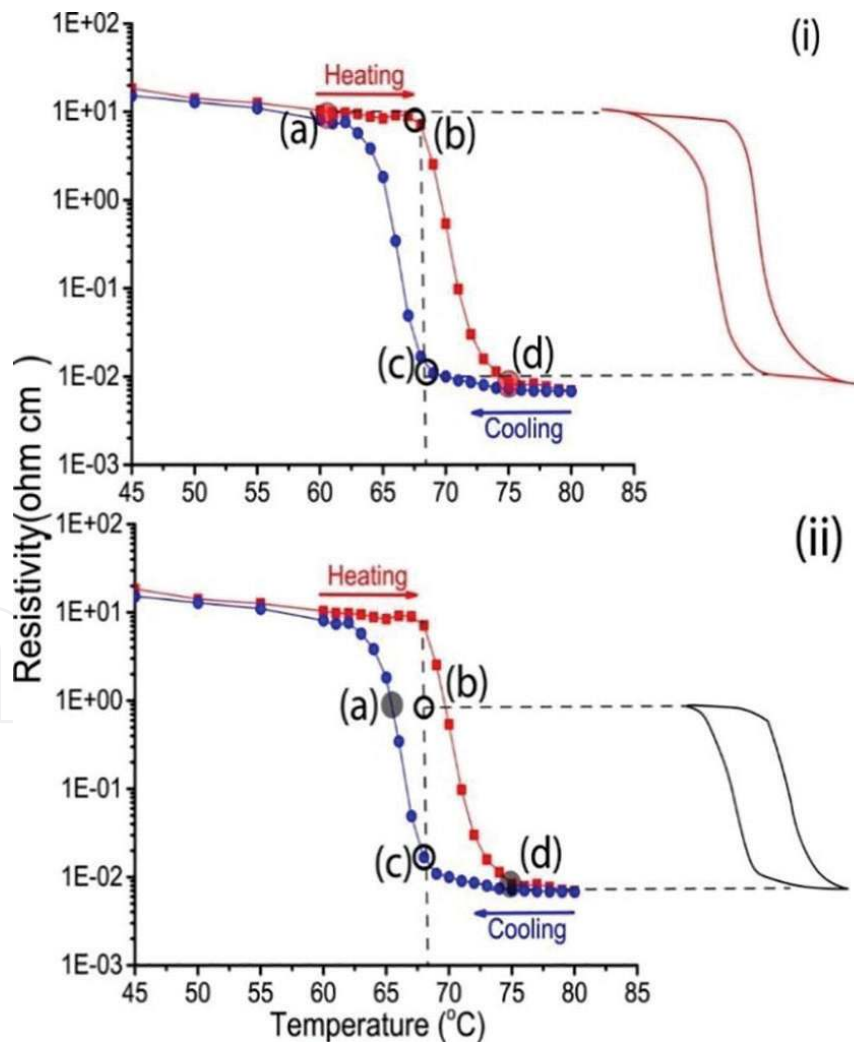 (i)
1E+02
Heating
1E+01
(a)
(b)
1E+00
1E-01
(c)
(d)
1E-02
Cooling
1E-03
45 50 55 60 65 70 75 80 85
Resistivity(ohm cm)
1E+02
(ii)
Heating
1E+01
1E+00
(a)
(b)
1E-01
(c)
(d)
1E-02
Cooling
1E-03
45 50 55 60 65 70 75 80 85
Temperature (°C)